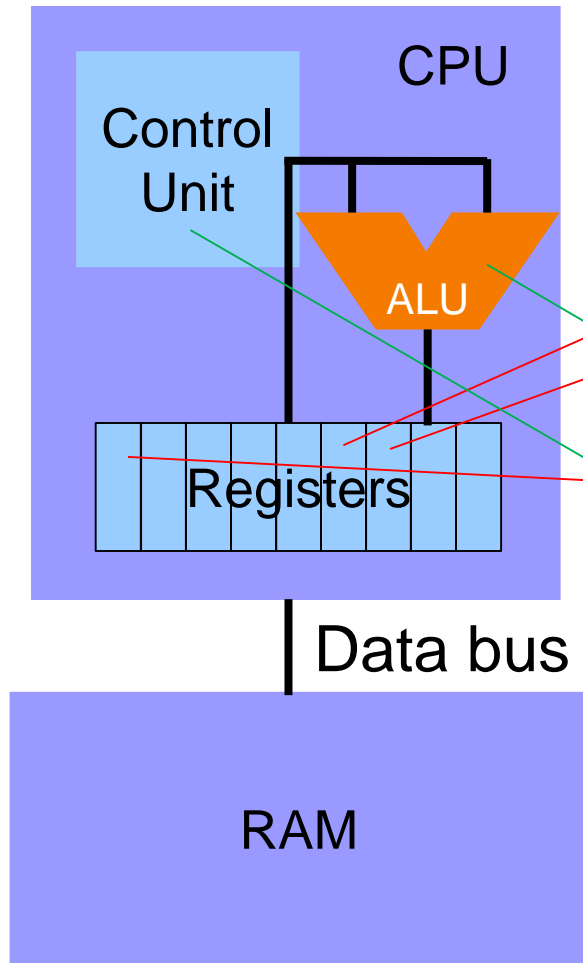 CPU
Control
Unit
ALU
Registers
Data bus
RAM